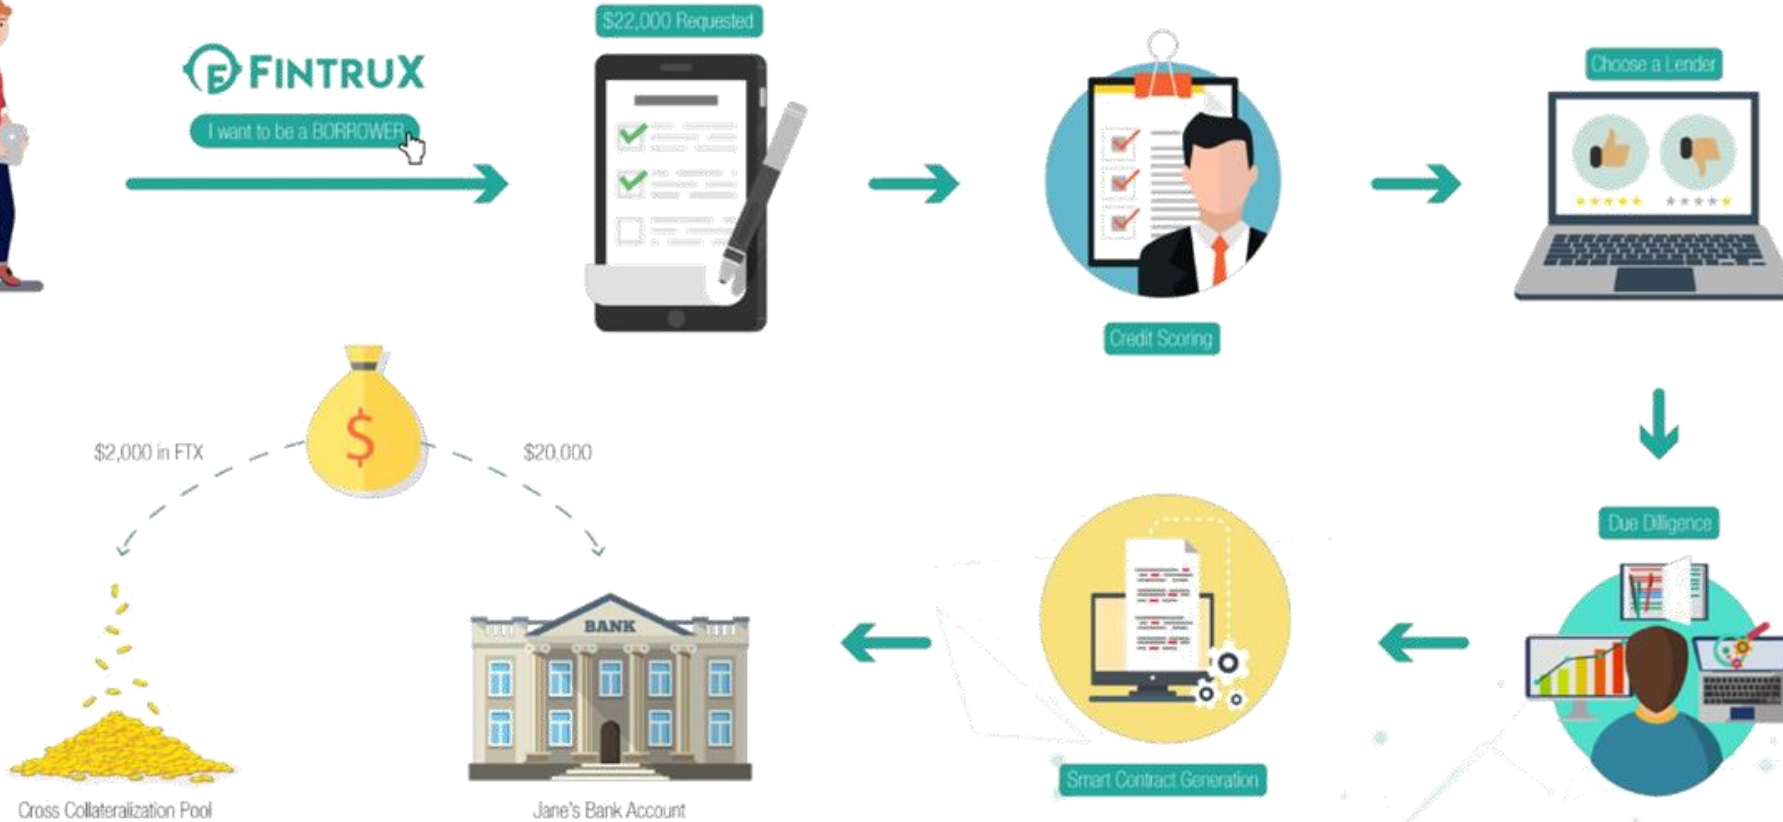 $22,000 Requested
FINTRUX
I want to be a BORROWER
Choose a Lender
Credit Scoring
$2,000 in FTX
$20,000
Due Dilligence
BANK
Smart Contract Generation
Cross Collateralization Pool
Jane's Bank Account